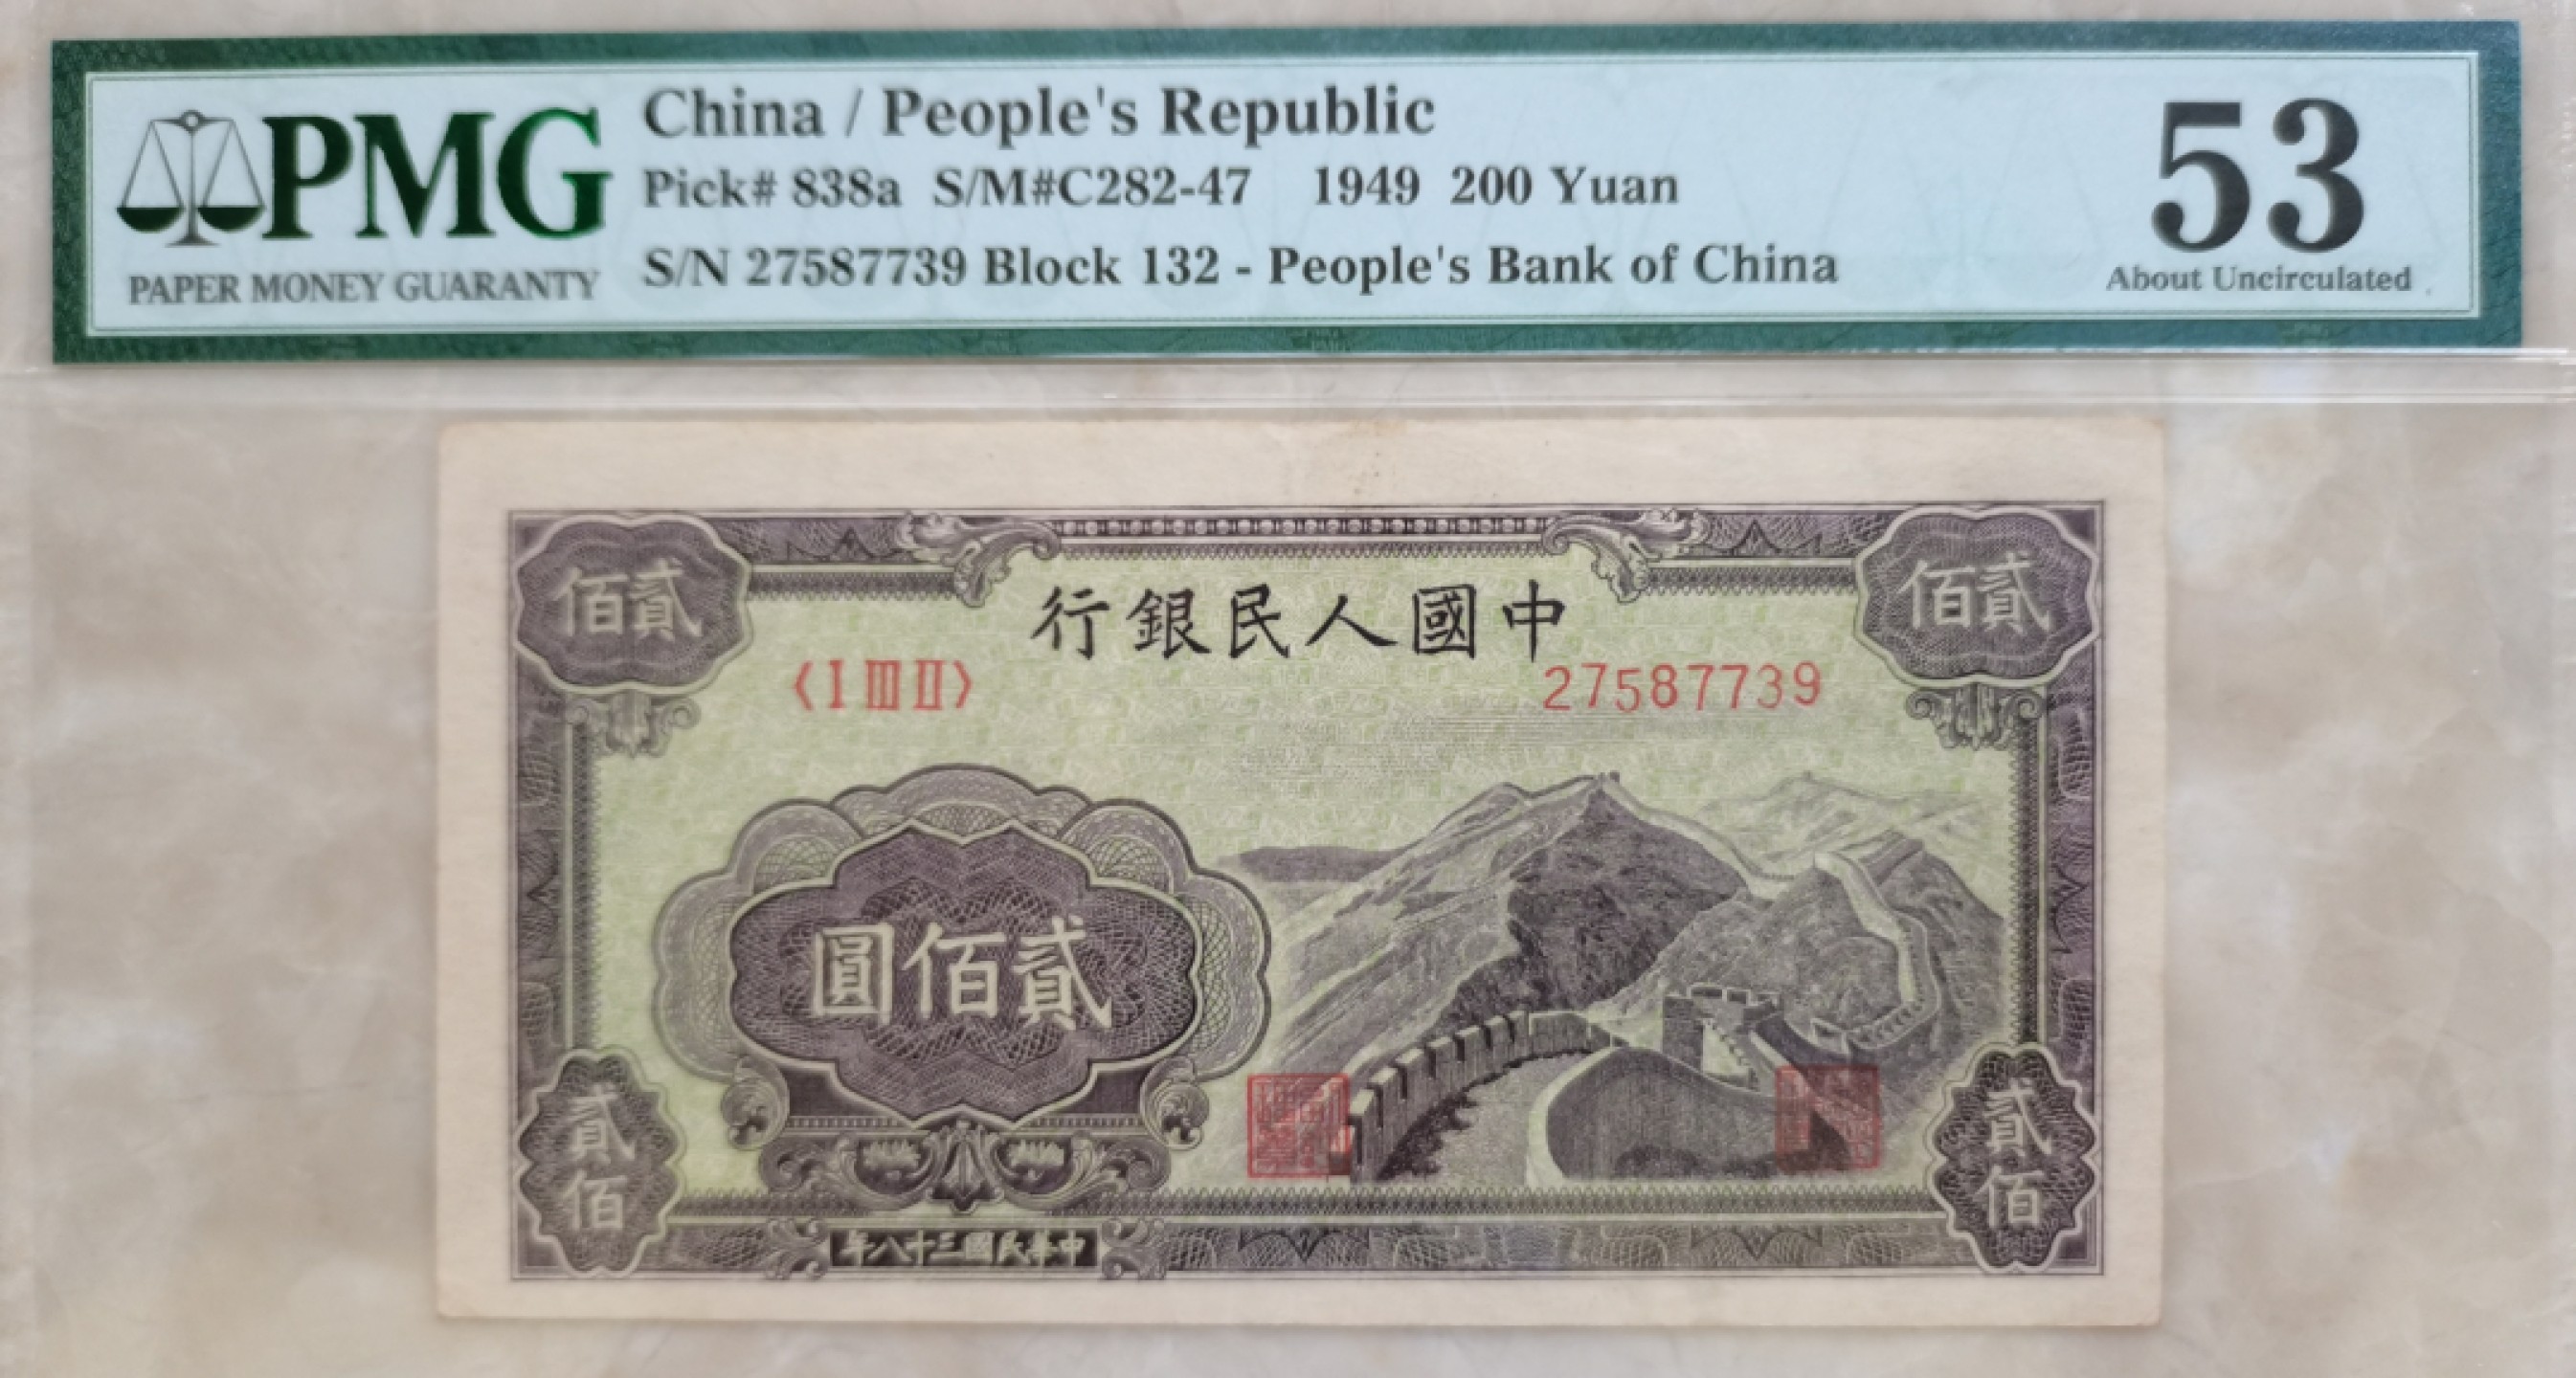 PMG
PAPER MONEY GUARANTY
China / People's Republic
Pick# 838a S/M#C282-47 1949 200 Yuan
S/N 27587739 Block 132 - People's Bank of China
53
About Uncirculated
佰貳
佰貳
行銀民人國中
〈I III II〉
27587739
圓佰貳
貳佰
貳佰
年八十三國民華中